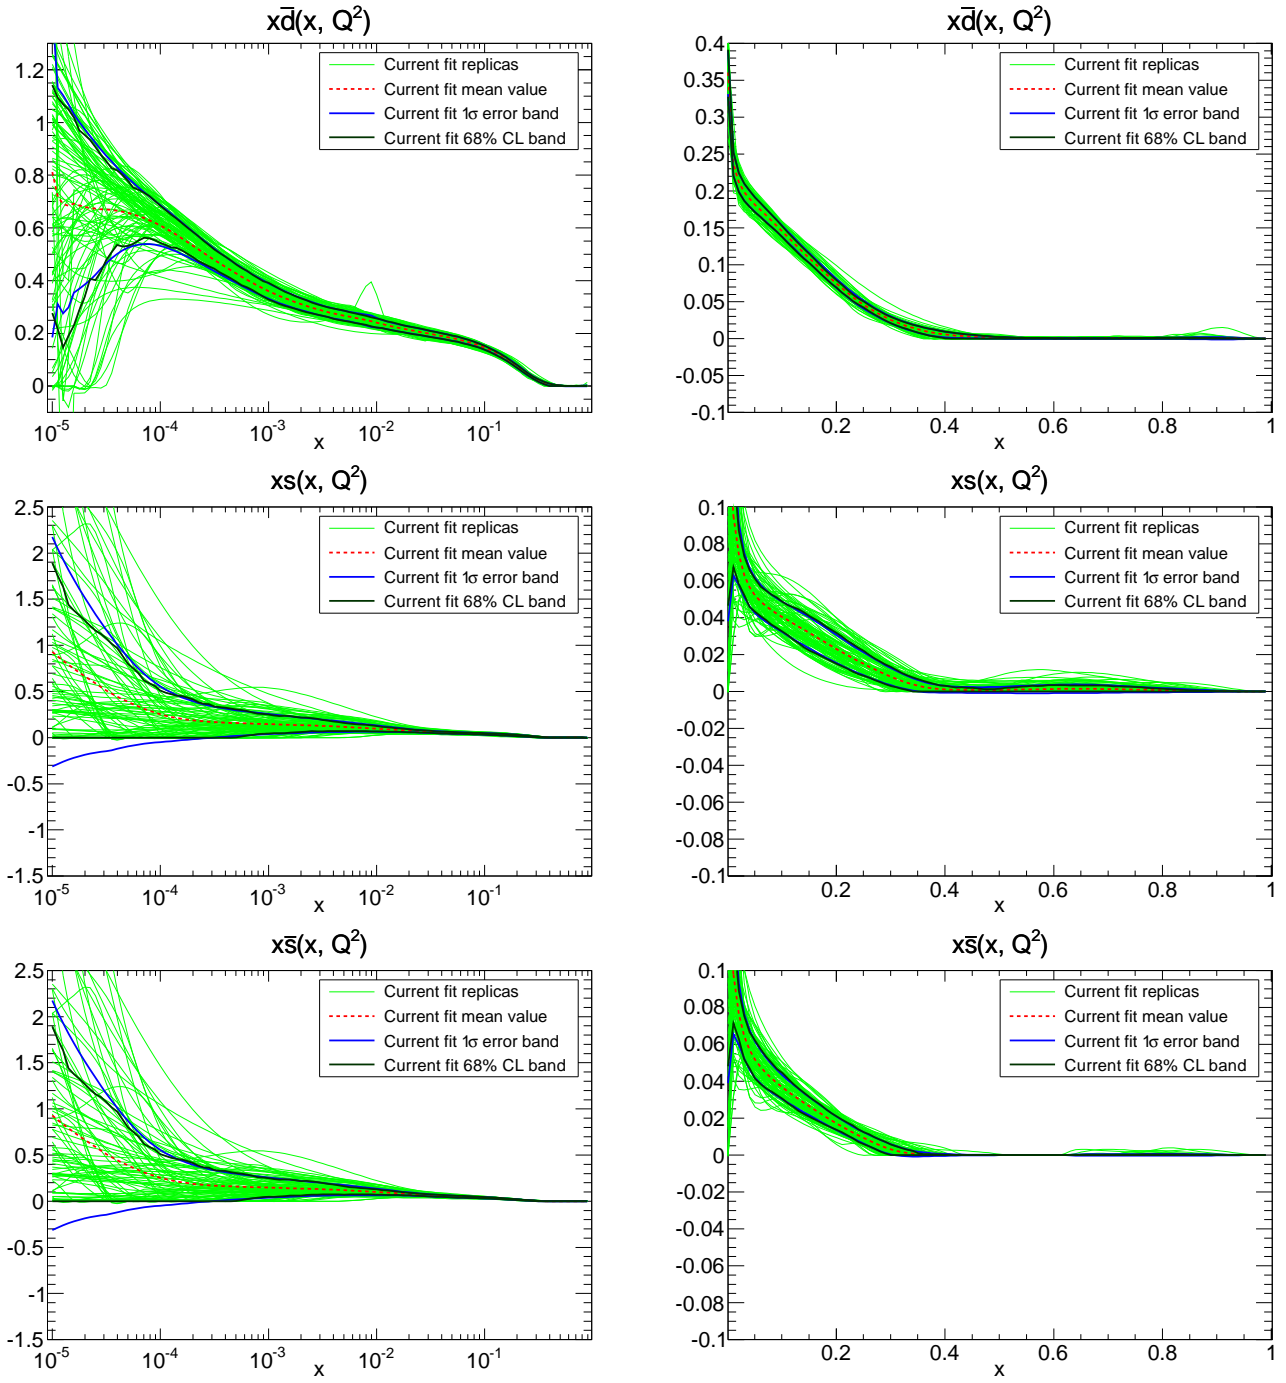 xd̄(x, Q²)
1.2
1
0.8
0.6
0.4
0.2
0
Current fit replicas
Current fit mean value
Current fit 1σ error band
Current fit 68% CL band
10⁻⁵ 10⁻⁴ 10⁻³ 10⁻² 10⁻¹
x
xd̄(x, Q²)
0.4
0.35
0.3
0.25
0.2
0.15
0.1
0.05
0
-0.05
-0.1
Current fit replicas
Current fit mean value
Current fit 1σ error band
Current fit 68% CL band
0.2 0.4 0.6 0.8 1
x
xs(x, Q²)
2.5
2
1.5
1
0.5
0
-0.5
-1
-1.5
Current fit replicas
Current fit mean value
Current fit 1σ error band
Current fit 68% CL band
10⁻⁵ 10⁻⁴ 10⁻³ 10⁻² 10⁻¹
x
xs(x, Q²)
0.1
0.08
0.06
0.04
0.02
0
-0.02
-0.04
-0.06
-0.08
-0.1
Current fit replicas
Current fit mean value
Current fit 1σ error band
Current fit 68% CL band
0.2 0.4 0.6 0.8 1
x
xs̄(x, Q²)
2.5
2
1.5
1
0.5
0
-0.5
-1
-1.5
Current fit replicas
Current fit mean value
Current fit 1σ error band
Current fit 68% CL band
10⁻⁵ 10⁻⁴ 10⁻³ 10⁻² 10⁻¹
x
xs̄(x, Q²)
0.1
0.08
0.06
0.04
0.02
0
-0.02
-0.04
-0.06
-0.08
-0.1
Current fit replicas
Current fit mean value
Current fit 1σ error band
Current fit 68% CL band
0.2 0.4 0.6 0.8 1
x